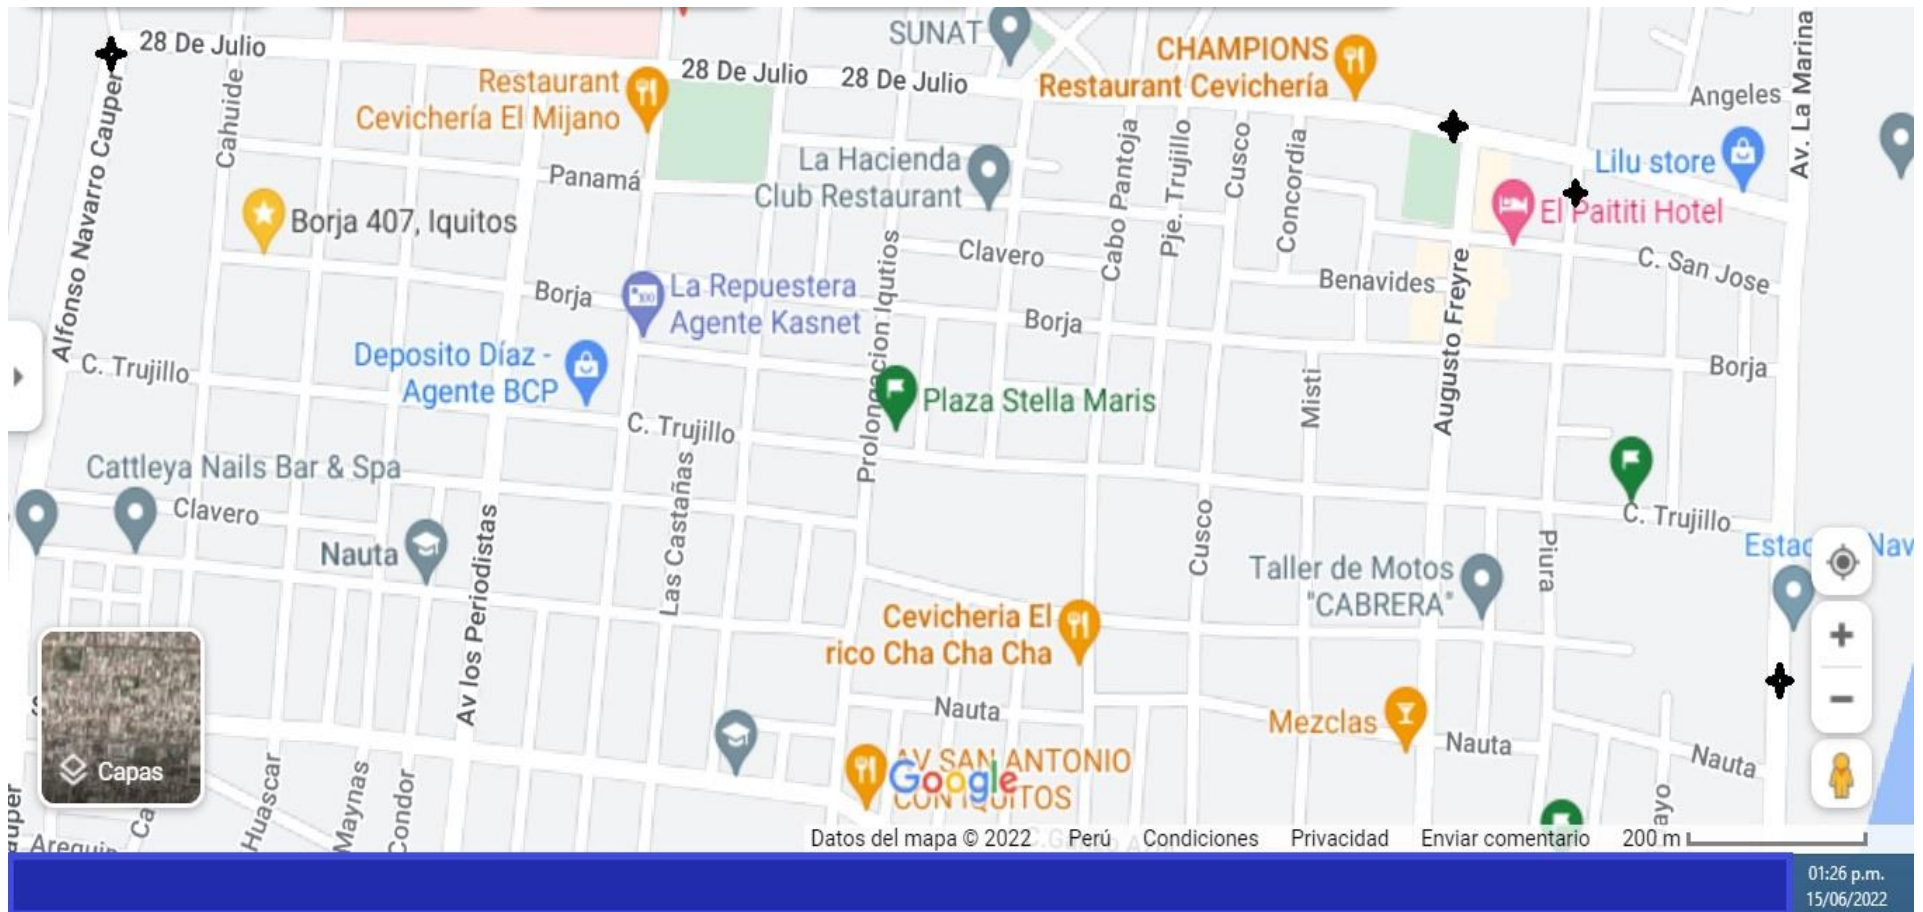 SUNAT
Av. La Marina
28 De Julio
CHAMPIONS
Restaurant Cevichería
Restaurant
Cevichería El Mijano
28 De Julio
28 De Julio
Angeles
Alfonso Navarro Cauper
Cahuide
Cabo Pantoja
Pje. Trujillo
Cusco
Concordia
La Hacienda
Club Restaurant
Lilu store
Panamá
Borja 407, Iquitos
El Paititi Hotel
Clavero
C. San Jose
Benavides
Borja
La Repuestera
Agente Kasnet
Prolongacion Iqutios
Borja
Augusto Freyre
Deposito Díaz -
Agente BCP
C. Trujillo
Borja
Misti
Plaza Stella Maris
C. Trujillo
Cattleya Nails Bar & Spa
Las Castañas
Clavero
C. Trujillo
Cusco
Piura
Nauta
Av los Periodistas
Taller de Motos
"CABRERA"
Cevicheria El
rico Cha Cha Cha
Nauta
Mezclas
Nauta
Nauta
AV SAN ANTONIO
CON IQUITOS
Google
Capas
Huascar
Maynas
Condor
Datos del mapa © 2022 Perú Condiciones Privacidad Enviar comentario 200 m
01:26 p.m.
15/06/2022